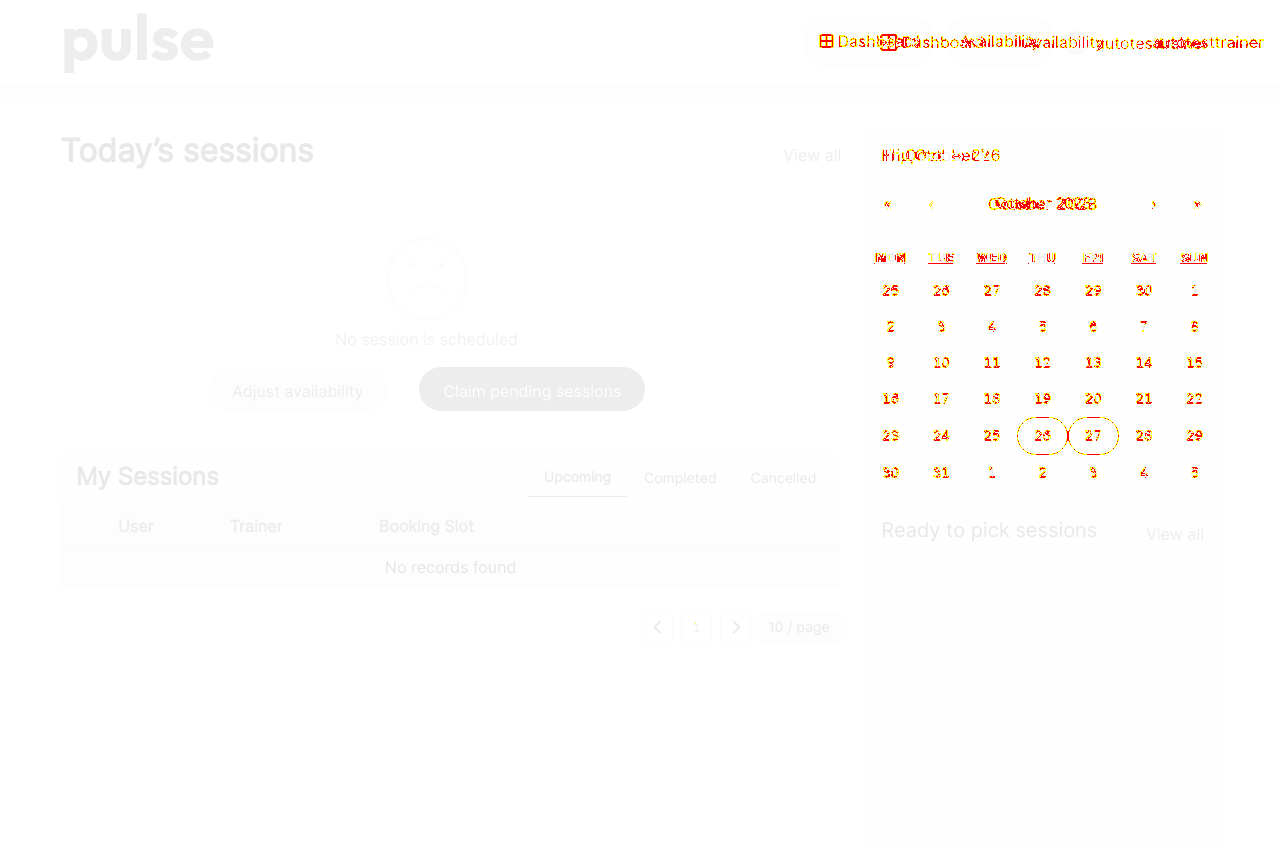 pulse
Dashboard Availability autotesttrainer
Today's sessions
View all
No session is scheduled
Adjust availability Claim pending sessions
My Sessions
Upcoming Completed Cancelled
User Trainer Booking Slot
No records found
1 10 / page
« ‹ October › »
MON TUE WED THU FRI SAT SUN
25 26 27 28 29 30 1
2 3 4 5 6 7 8
9 10 11 12 13 14 15
16 17 18 19 20 21 22
23 24 25 26 27 28 29
30 31 1 2 3 4 5
Ready to pick sessions
View all